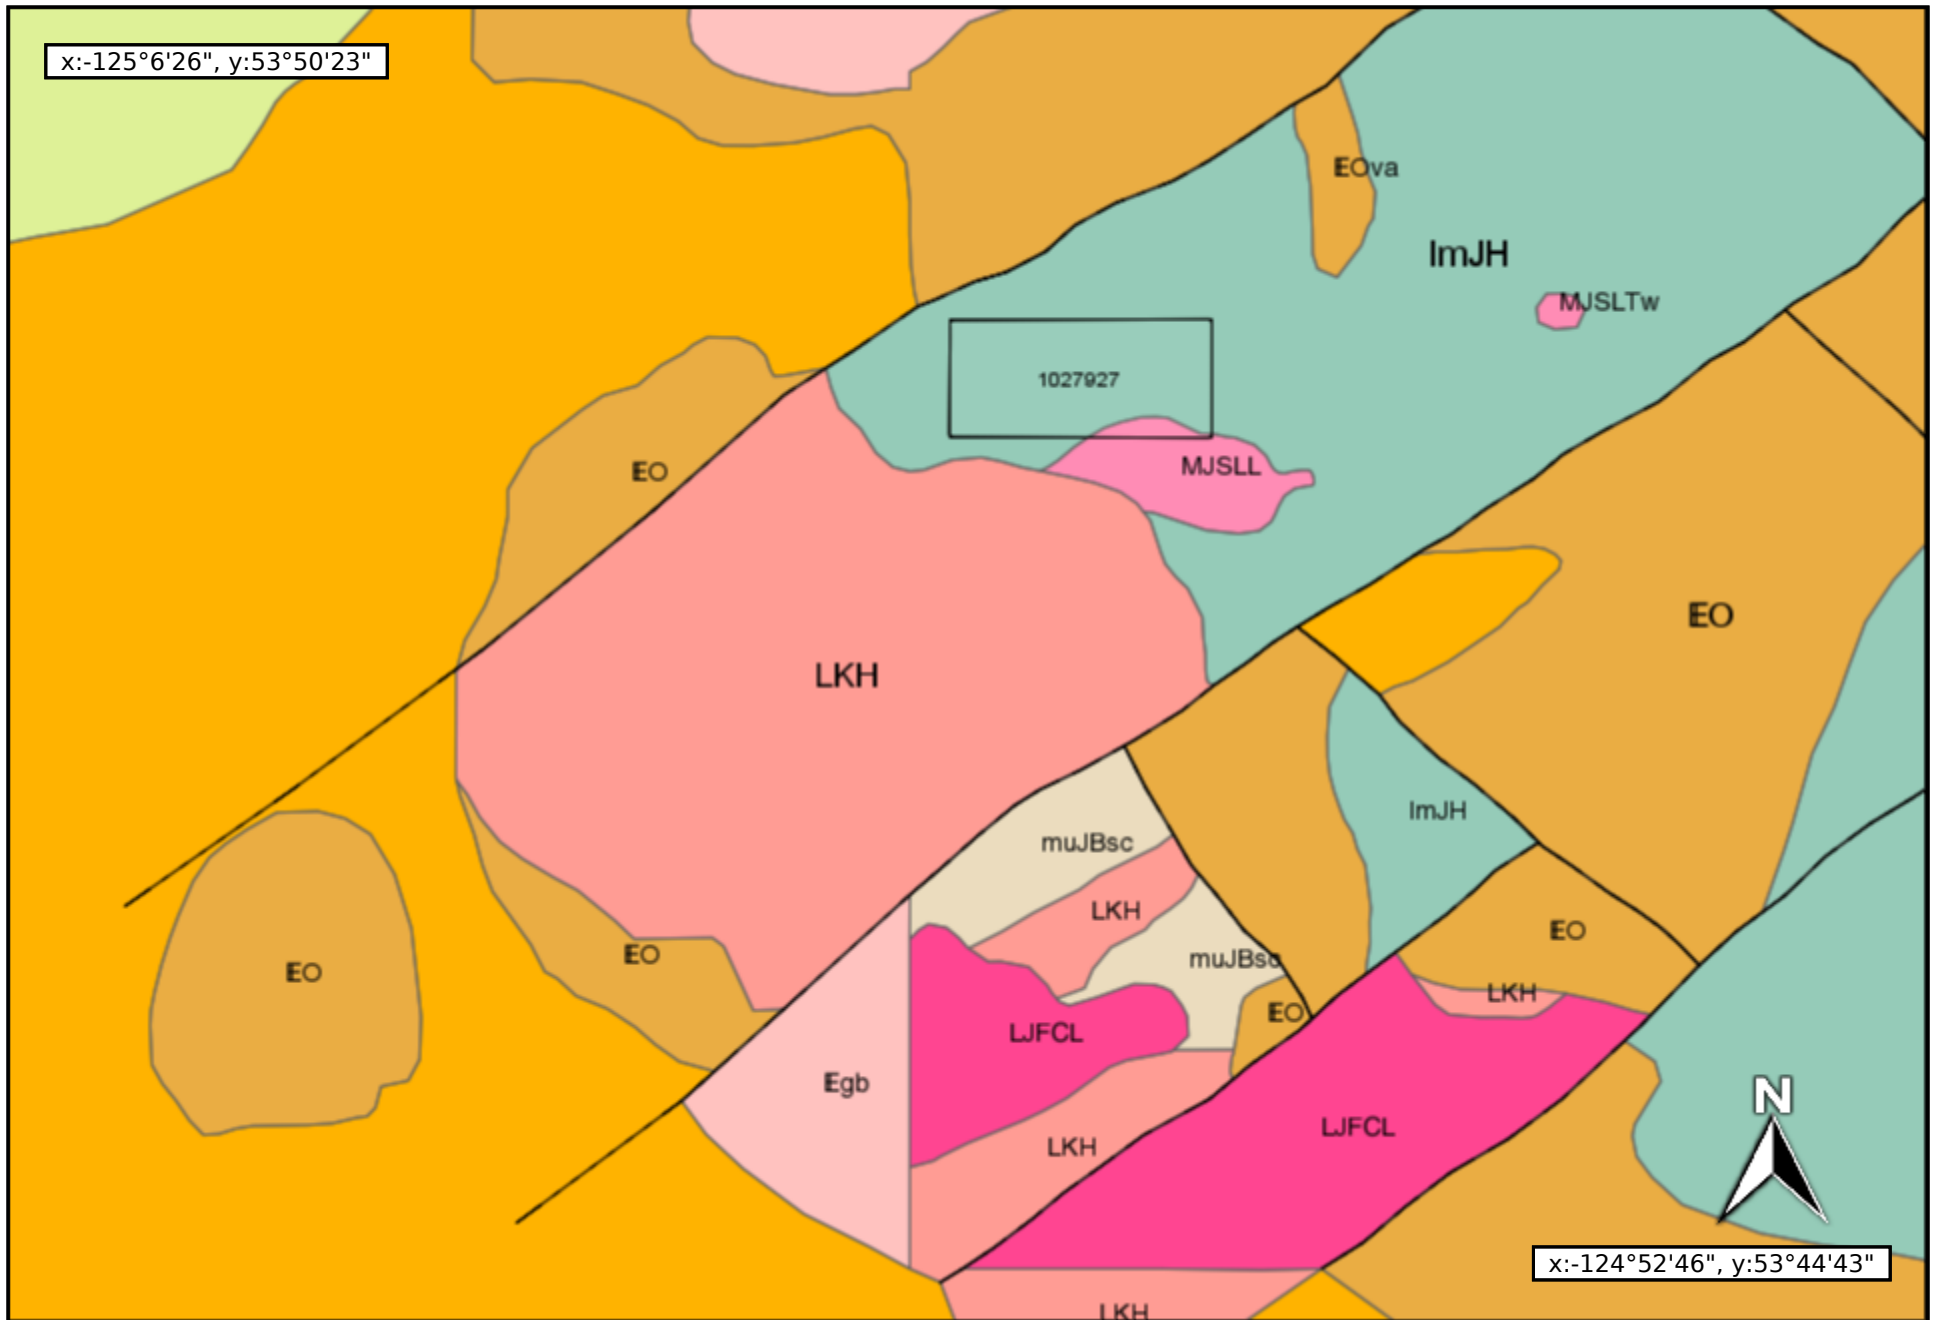 x:-125°6'26", y:53°50'23"
EOva
lmJH
MJSLTw
1027927
MJSLL
EO
EO
LKH
lmJH
muJBsc
LKH
EO
muJBsc
EO
EO
LKH
EO
LJFCL
Egb
LJFCL
LKH
N
x:-124°52'46", y:53°44'43"
LKH